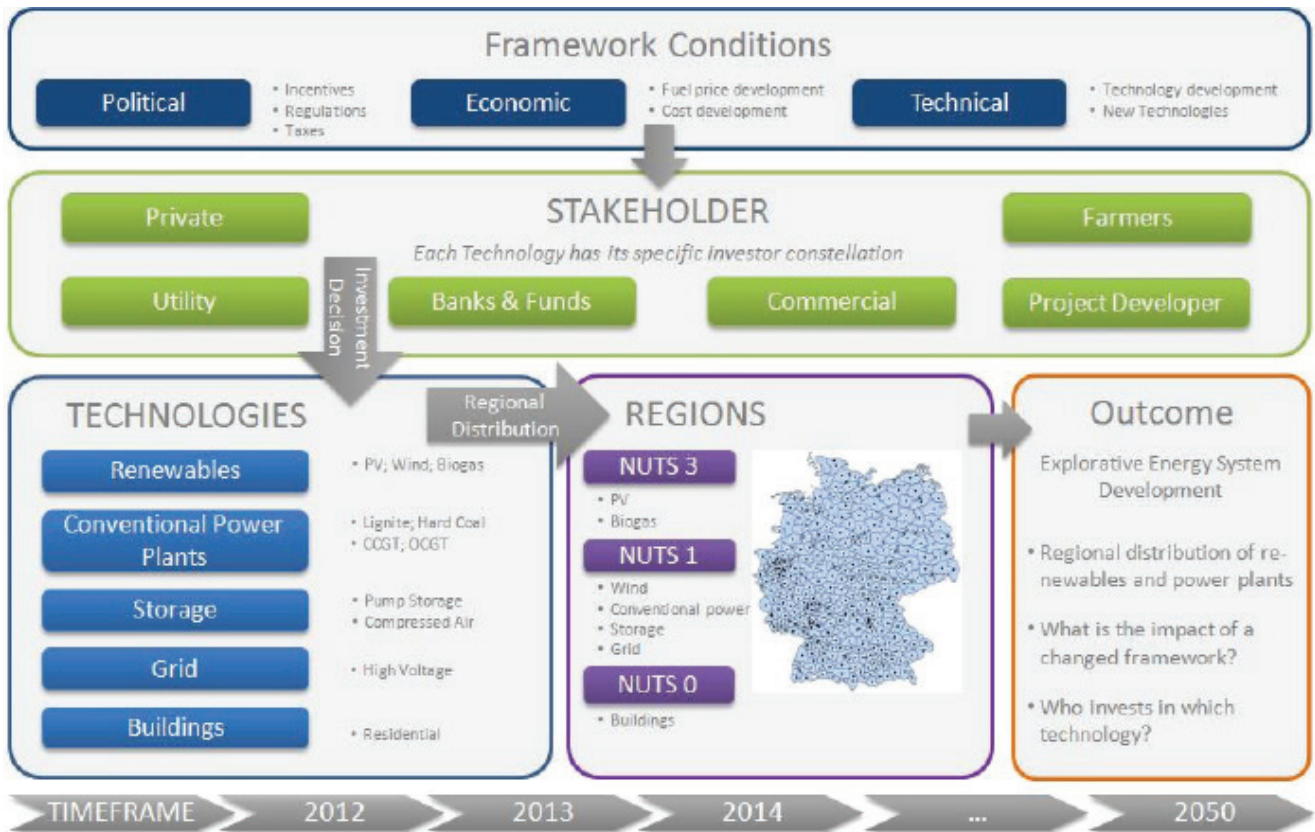 Framework Conditions
Political
• Incentives
• Regulations
• Taxes
Economic
• Fuel price development
• Cost development
Technical
• Technology development
• New Technologies
STAKEHOLDER
Each Technology has its specific investor constellation
Private
Farmers
Utility
Banks & Funds
Commercial
Project Developer
Investment
Decision
TECHNOLOGIES
Renewables
• PV; Wind; Biogas
Conventional Power
Plants
• Lignite; Hard Coal
• CCGT; OCGT
Storage
• Pump Storage
• Compressed Air
Grid
• High Voltage
Buildings
• Residential
Regional
Distribution
REGIONS
NUTS 3
• PV
• Biogas
NUTS 1
• Wind
• Conventional power
• Storage
• Grid
NUTS 0
• Buildings
Outcome
Explorative Energy System
Development
• Regional distribution of re-
newables and power plants
• What is the impact of a
changed framework?
• Who invests in which
technology?
TIMEFRAME
2012
2013
2014
...
2050